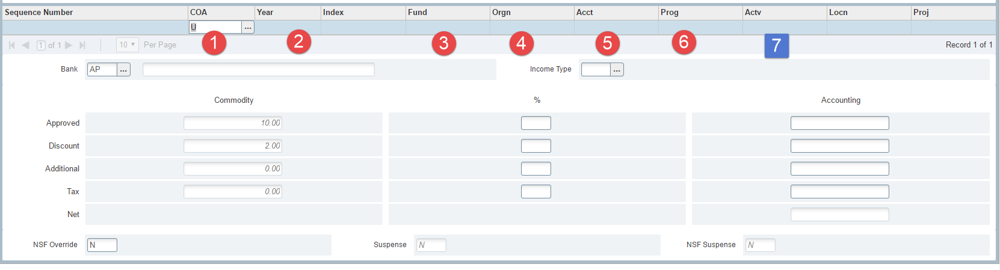 Sequence Number COA Year Index Fund Orgn Acct Prog Actv Locn Proj
U ...
1 2 3 4 5 6 7
1 of 1 10 Per Page Record 1 of 1
Bank AP ... Income Type ...
Commodity % Accounting
Approved 10.00
Discount 2.00
Additional 0.00
Tax 0.00
Net
NSF Override N Suspense N NSF Suspense N